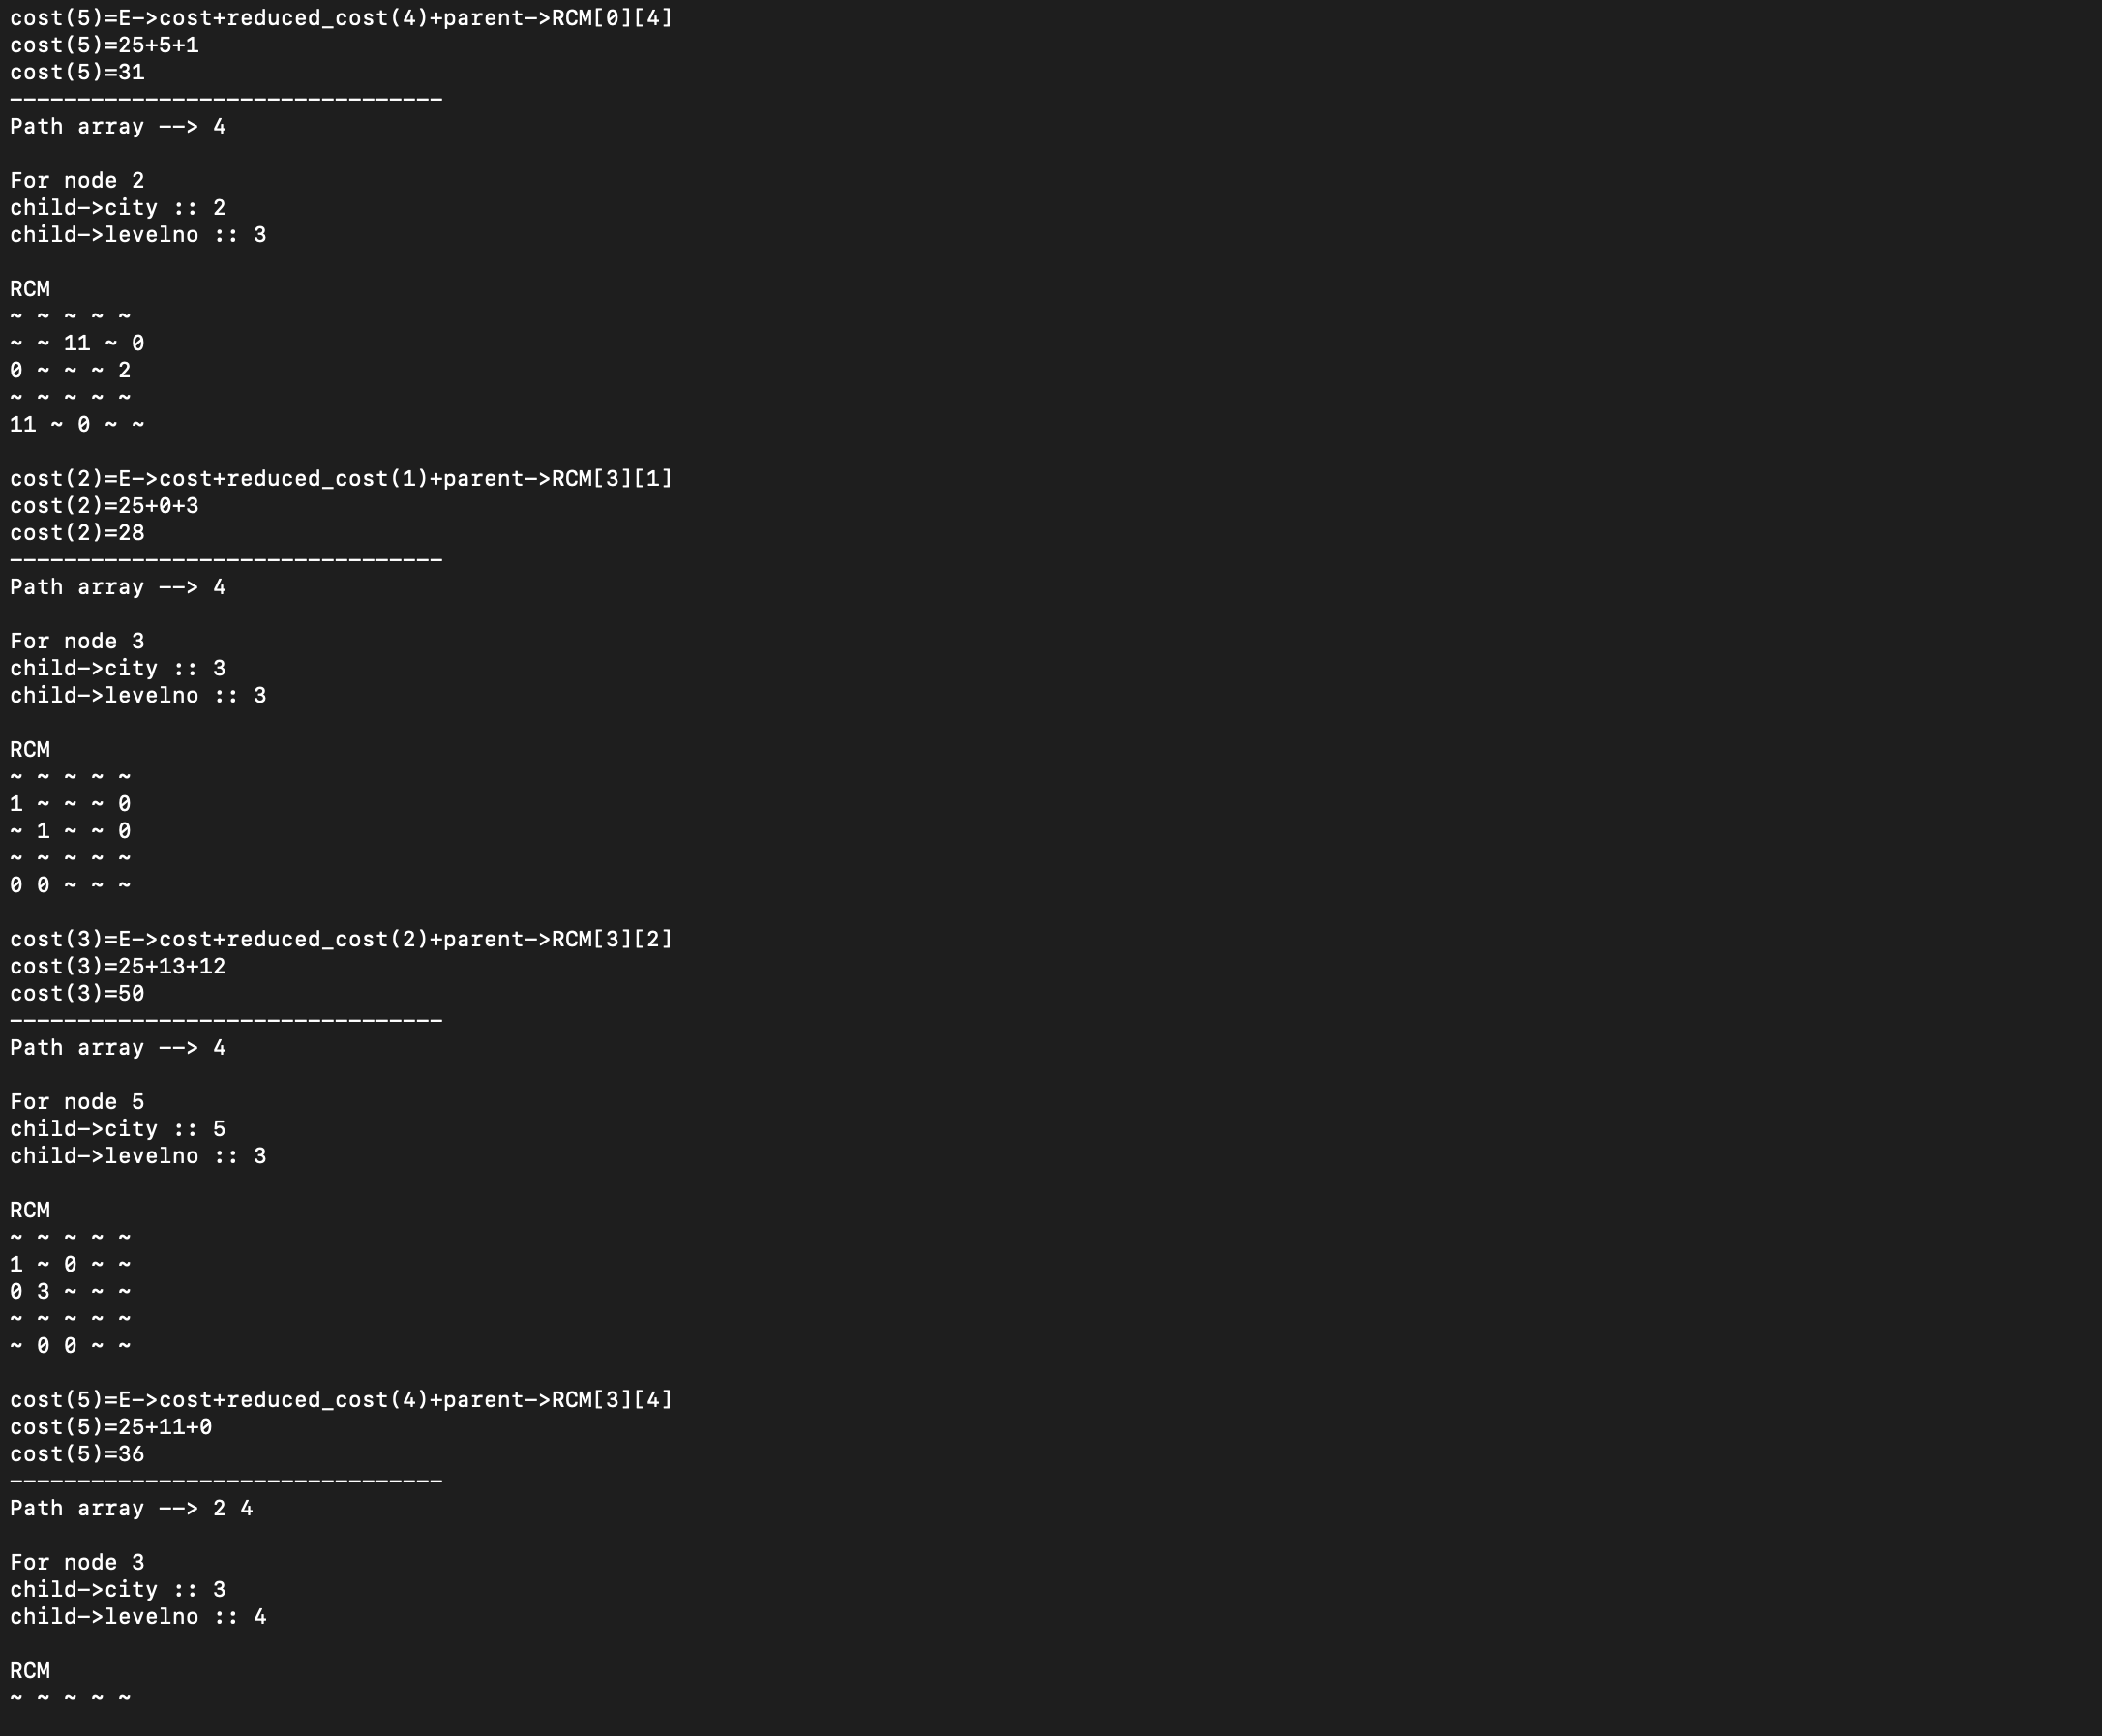 cost(5)=E->cost+reduced_cost(4)+parent->RCM[0][4]
cost(5)=25+5+1
cost(5)=31
--------------------------------
Path array --> 4
For node 2
child->city :: 2
child->levelno :: 3
RCM
~ ~ ~ ~ ~
~ ~ 11 ~ 0
0 ~ ~ ~ 2
~ ~ ~ ~ ~
11 ~ 0 ~ ~
cost(2)=E->cost+reduced_cost(1)+parent->RCM[3][1]
cost(2)=25+0+3
cost(2)=28
--------------------------------
Path array --> 4
For node 3
child->city :: 3
child->levelno :: 3
RCM
~ ~ ~ ~ ~
1 ~ ~ ~ 0
~ 1 ~ ~ 0
~ ~ ~ ~ ~
0 0 ~ ~ ~
cost(3)=E->cost+reduced_cost(2)+parent->RCM[3][2]
cost(3)=25+13+12
cost(3)=50
--------------------------------
Path array --> 4
For node 5
child->city :: 5
child->levelno :: 3
RCM
~ ~ ~ ~ ~
1 ~ 0 ~ ~
0 3 ~ ~ ~
~ ~ ~ ~ ~
~ 0 0 ~ ~
cost(5)=E->cost+reduced_cost(4)+parent->RCM[3][4]
cost(5)=25+11+0
cost(5)=36
--------------------------------
Path array --> 2 4
For node 3
child->city :: 3
child->levelno :: 4
RCM
~ ~ ~ ~ ~